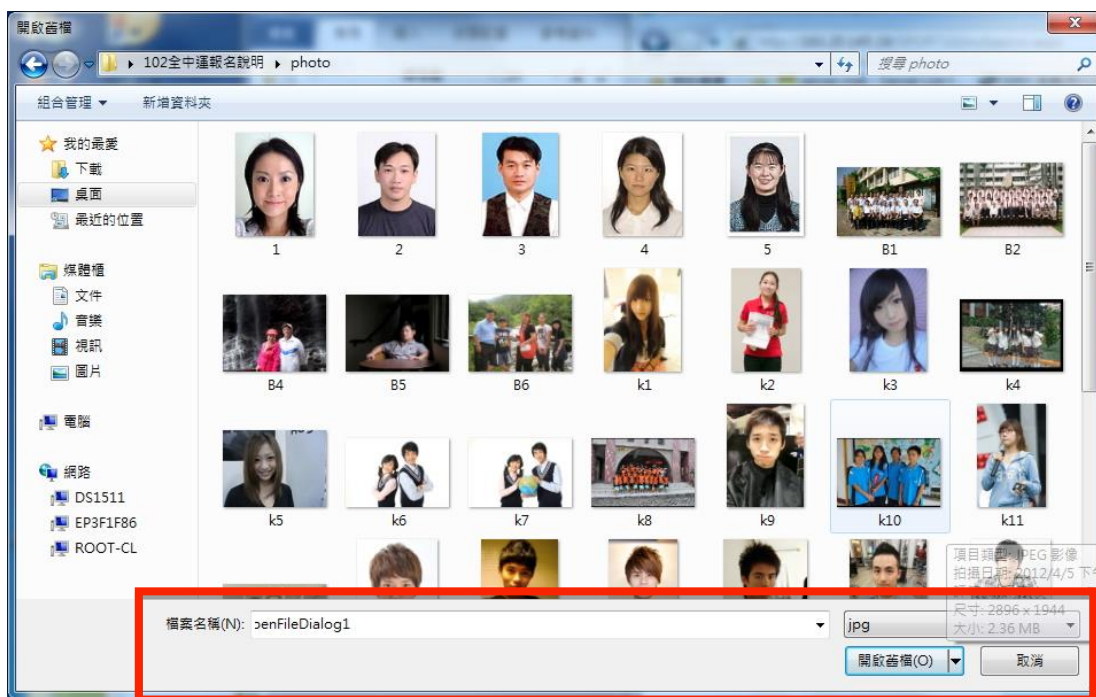 開啟舊檔
102全中運報名說明 ▸ photo
搜尋 photo
組合管理 ▼ 新增資料夾
我的最愛
下載
桌面
最近的位置
媒體櫃
文件
音樂
視訊
圖片
電腦
網路
DS1511
EP3F1F86
ROOT-CL
1 2 3 4 5 B1 B2
B4 B5 B6 k1 k2 k3 k4
k5 k6 k7 k8 k9 k10 k11
項目類型: JPEG 影像
拍攝日期: 2012/4/5 下午
尺寸: 2896 x 1944
大小: 2.36 MB
檔案名稱(N): penFileDialog1 jpg
開啟舊檔(O) 取消